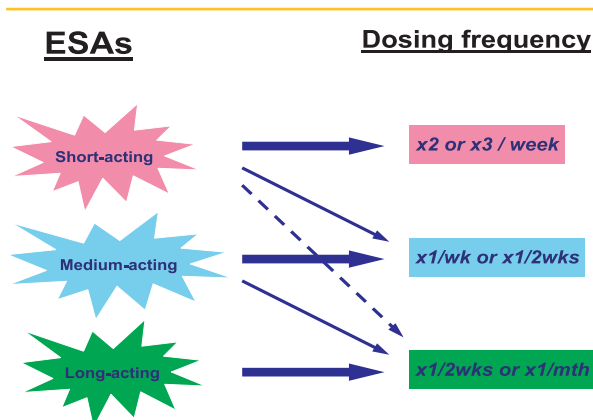 ESAs
Dosing frequency
Short-acting
x2 or x3 / week
Medium-acting
x1/wk or x1/2wks
Long-acting
x1/2wks or x1/mth